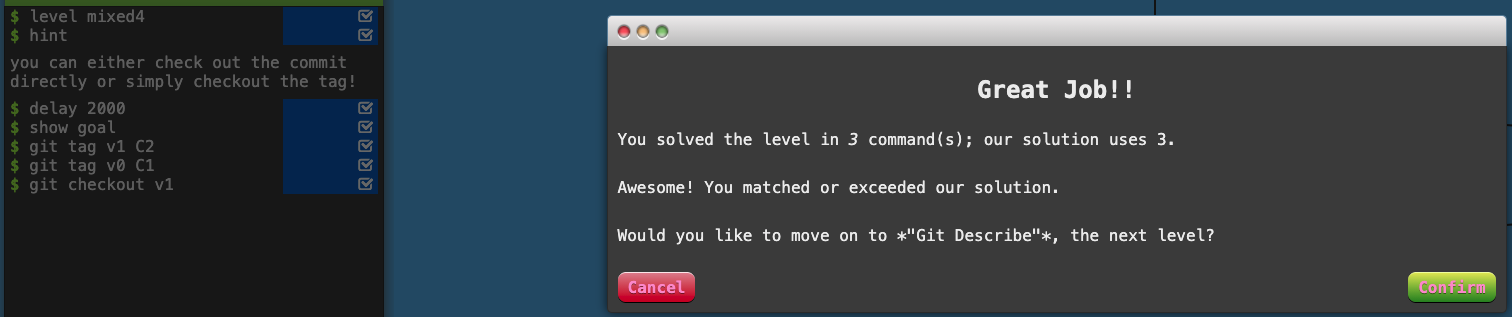 $ level mixed4
$ hint
you can either check out the commit
directly or simply checkout the tag!
$ delay 2000
$ show goal
$ git tag v1 C2
$ git tag v0 C1
$ git checkout v1
Great Job!!
You solved the level in 3 command(s); our solution uses 3.
Awesome! You matched or exceeded our solution.
Would you like to move on to *"Git Describe"*, the next level?
Cancel
Confirm